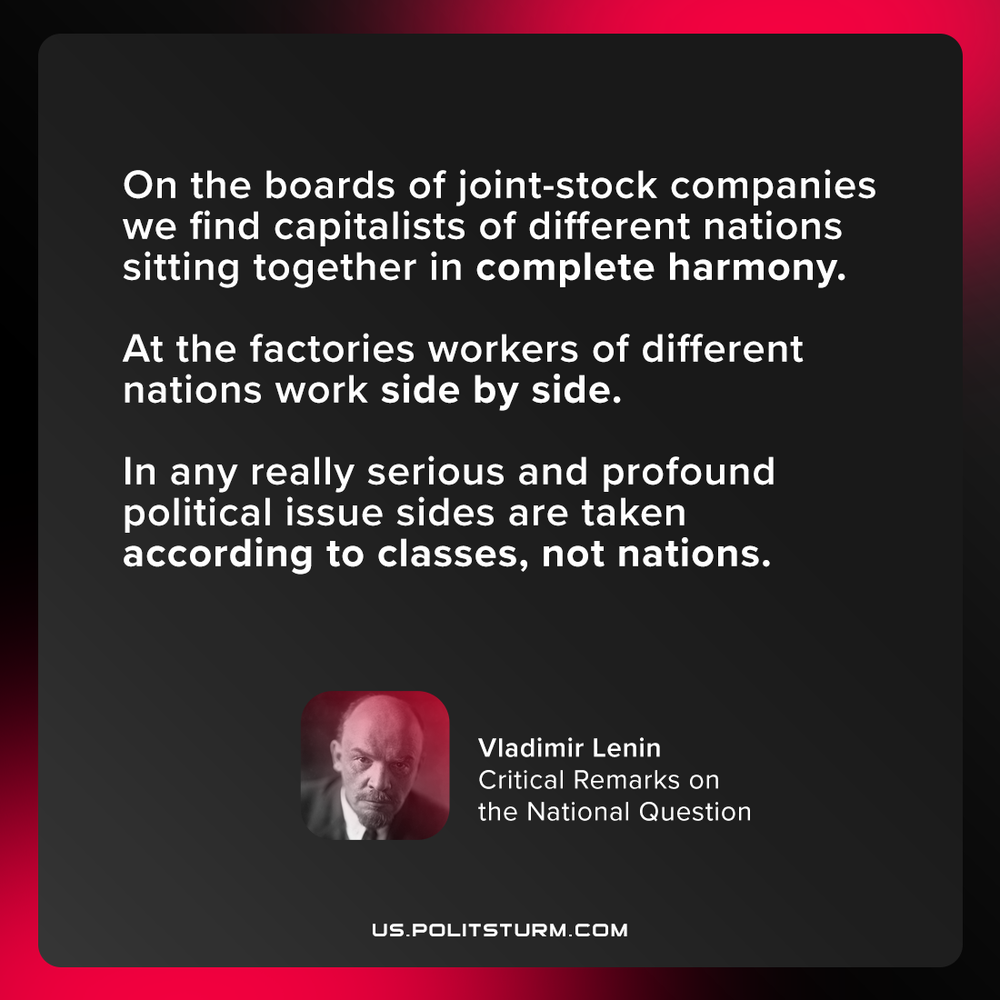 On the boards of joint-stock companies
we find capitalists of different nations
sitting together in complete harmony.
At the factories workers of different
nations work side by side.
In any really serious and profound
political issue sides are taken
according to classes, not nations.
Vladimir Lenin
Critical Remarks on
the National Question
US.POLITSTURM.COM